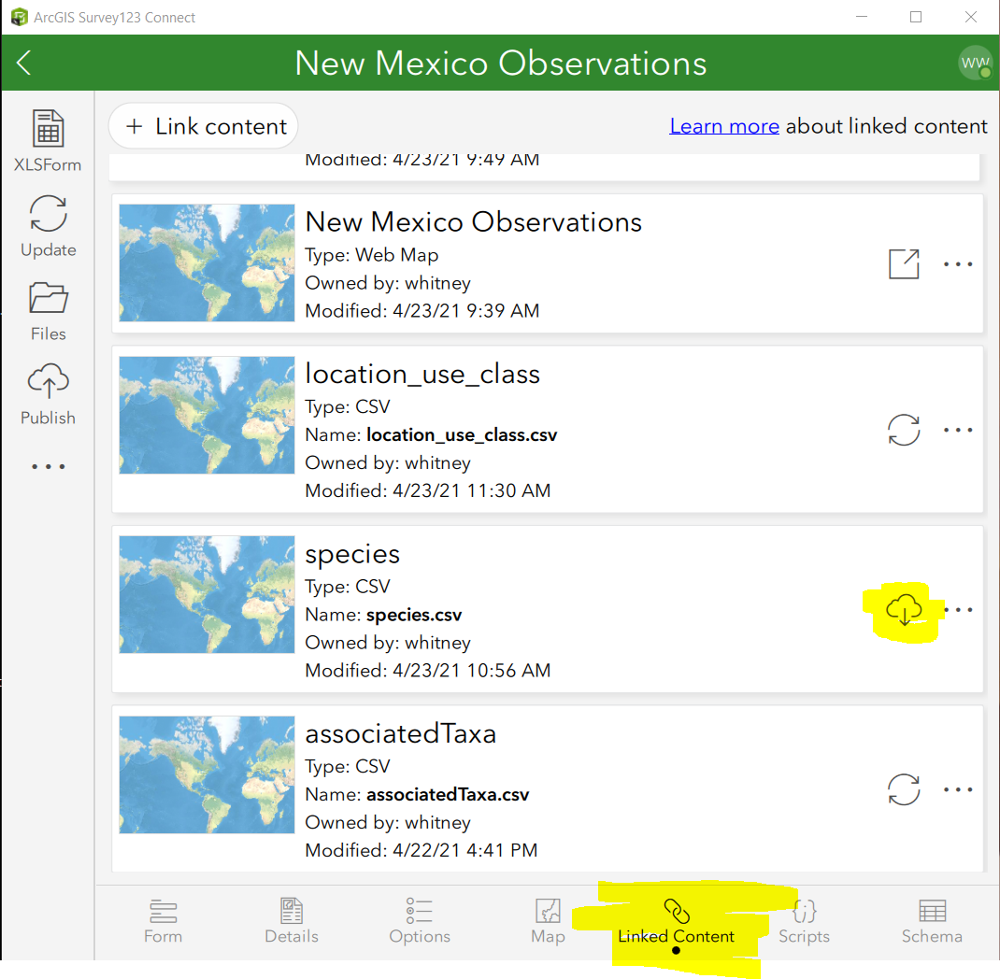 ArcGIS Survey123 Connect
New Mexico Observations
WW
XLSForm
Update
Files
Publish
+ Link content
Learn more about linked content
Modified: 4/23/21 9:49 AM
New Mexico Observations
Type: Web Map
Owned by: whitney
Modified: 4/23/21 9:39 AM
location_use_class
Type: CSV
Name: location_use_class.csv
Owned by: whitney
Modified: 4/23/21 11:30 AM
species
Type: CSV
Name: species.csv
Owned by: whitney
Modified: 4/23/21 10:56 AM
associatedTaxa
Type: CSV
Name: associatedTaxa.csv
Owned by: whitney
Modified: 4/22/21 4:41 PM
Form Details Options Map Linked Content Scripts Schema